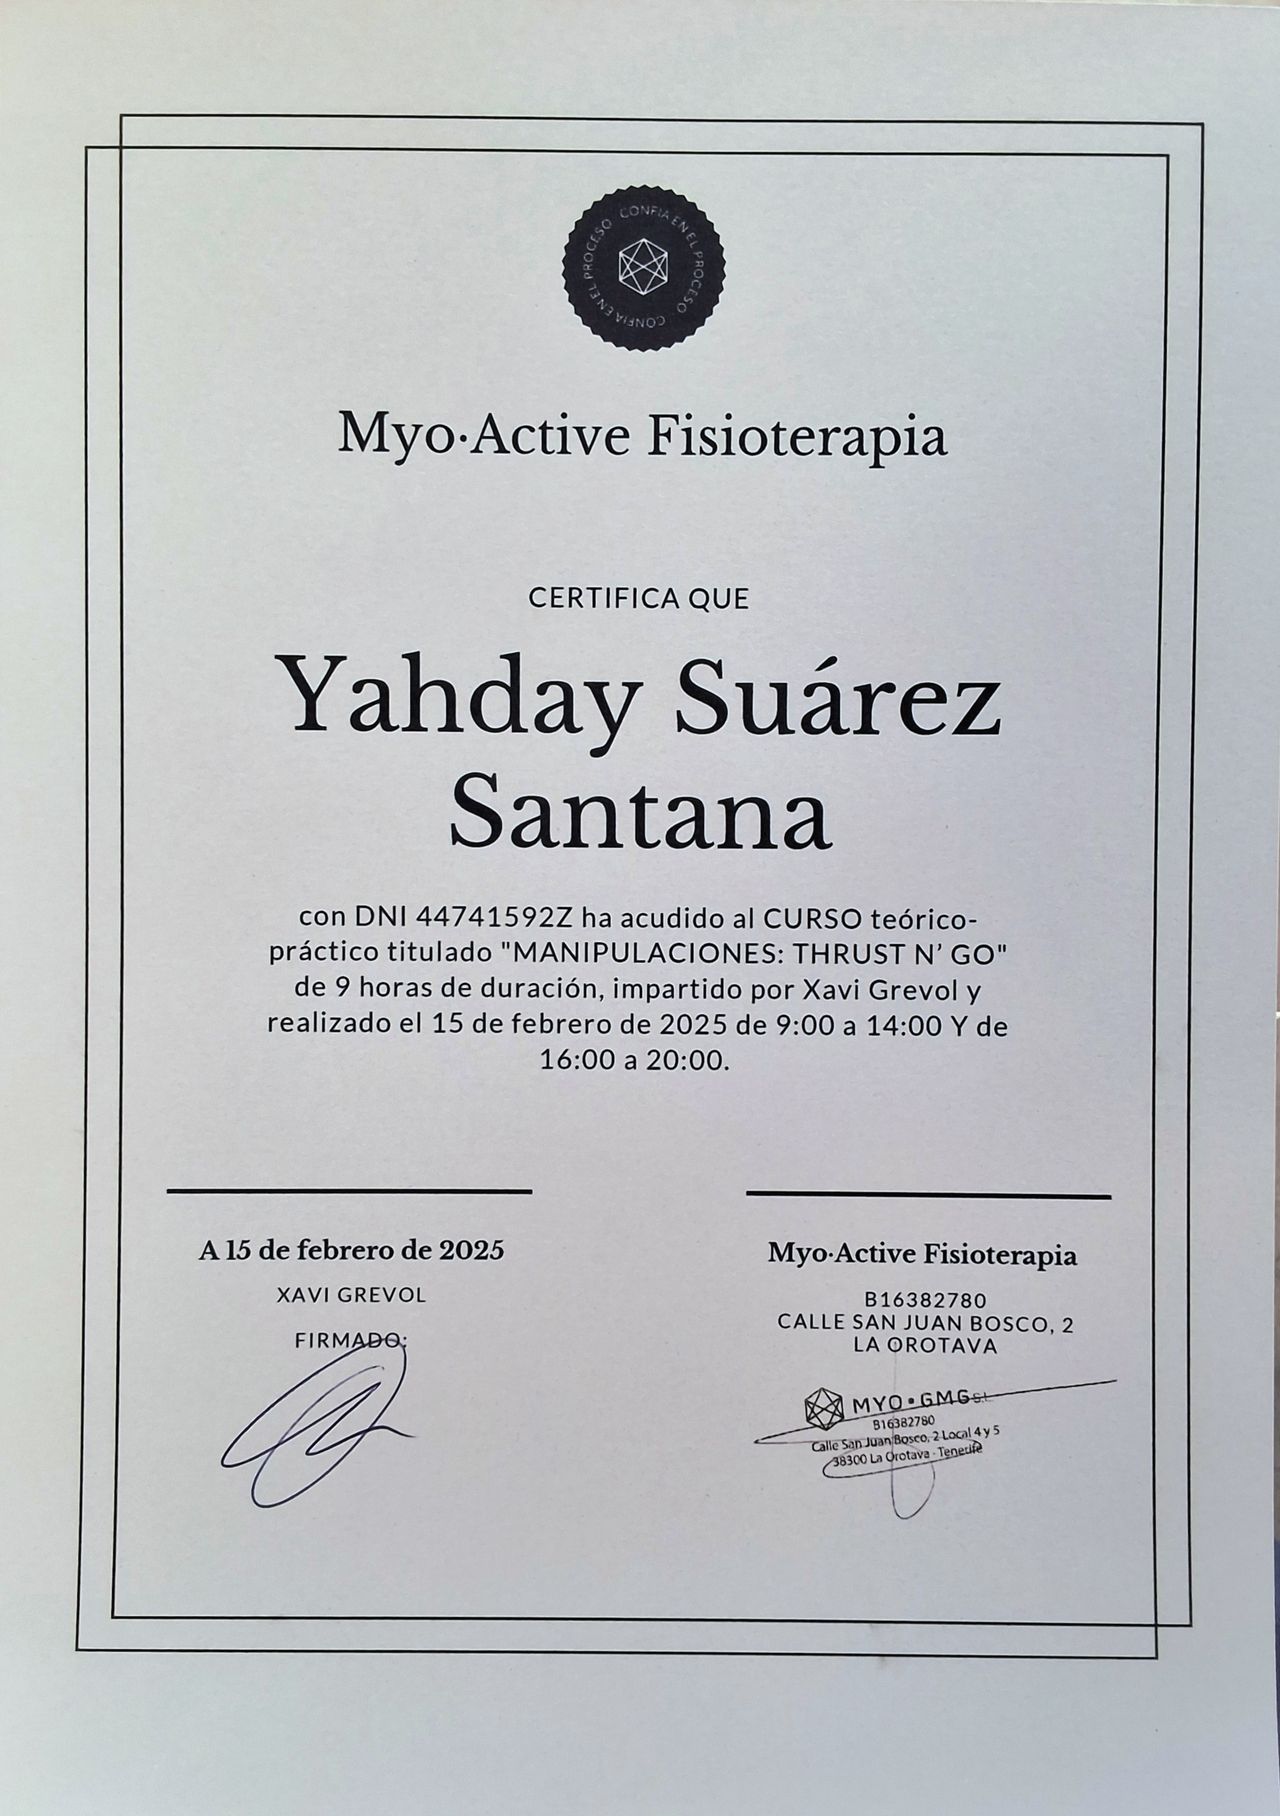 CONFIA EN EL PROCESO · CONFIA EN EL PROCESO ·
Myo·Active Fisioterapia
CERTIFICA QUE
Yahday Suárez
Santana
con DNI 44741592Z ha acudido al CURSO teórico-
práctico titulado "MANIPULACIONES: THRUST N’ GO"
de 9 horas de duración, impartido por Xavi Grevol y
realizado el 15 de febrero de 2025 de 9:00 a 14:00 Y de
16:00 a 20:00.
A 15 de febrero de 2025
XAVI GREVOL
FIRMADO:
Myo·Active Fisioterapia
B16382780
CALLE SAN JUAN BOSCO, 2
LA OROTAVA
MYO•GMG S.L
B16382780
Calle San Juan Bosco, 2 Local 4 y 5
38300 La Orotava - Tenerife